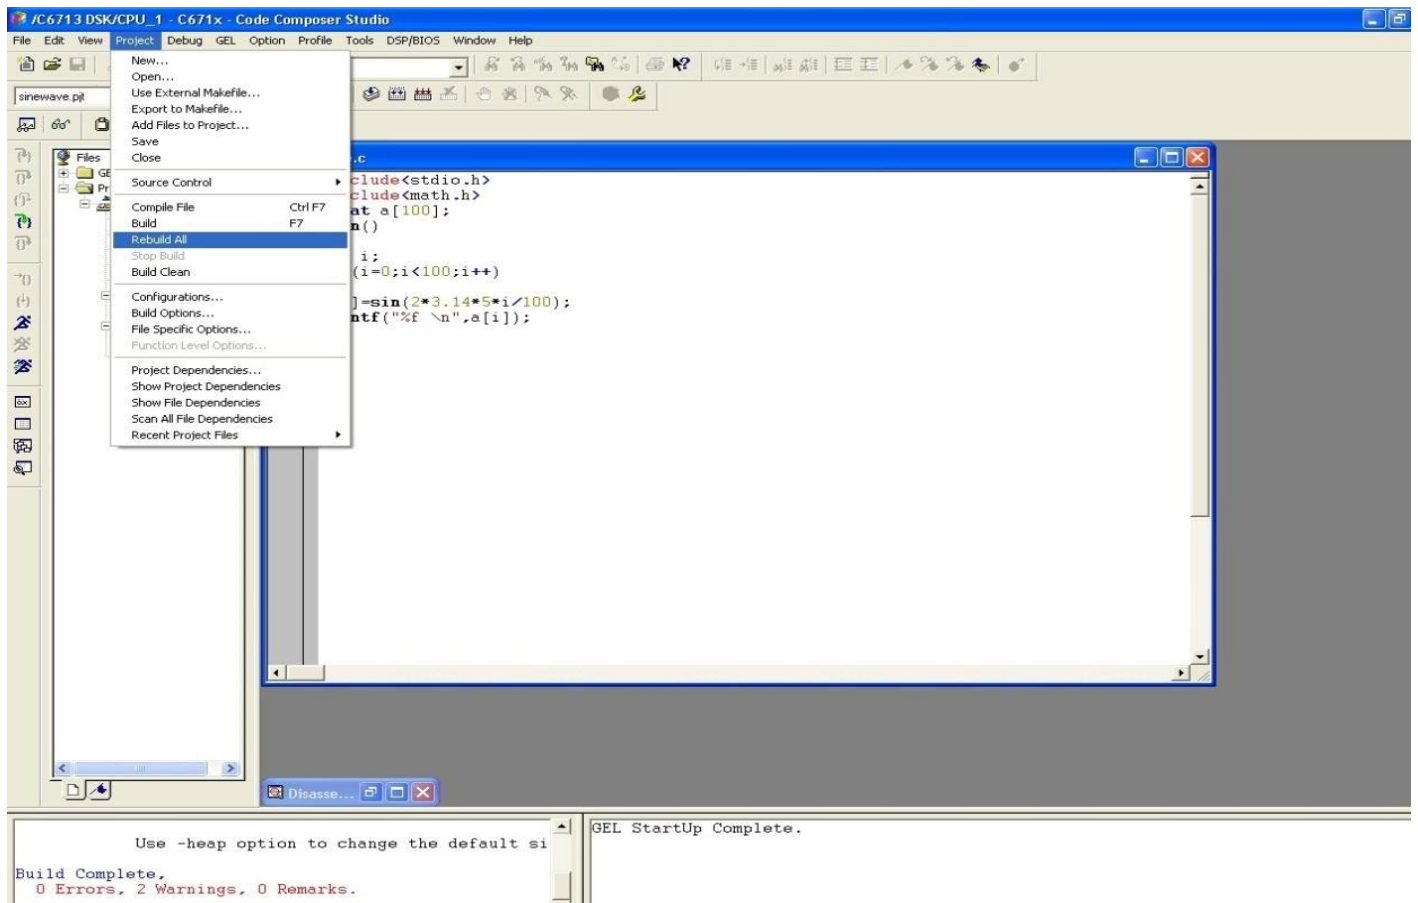 /C6713 DSK/CPU_1 - C671x - Code Composer Studio
File Edit View Project Debug GEL Option Profile Tools DSP/BIOS Window Help
New...
Open...
sinewave.pjt
Use External Makefile...
Export to Makefile...
Add Files to Project...
Save
Close
Source Control
Compile File Ctrl F7
Build F7
Rebuild All
Stop Build
Build Clean
Configurations...
Build Options...
File Specific Options...
Function Level Options...
Project Dependencies...
Show Project Dependencies
Show File Dependencies
Scan All File Dependencies
Recent Project Files
Files
GE
Pr
.c
clude<stdio.h>
clude<math.h>
at a[100];
n()
i;
(i=0;i<100;i++)
]=sin(2*3.14*5*i/100);
ntf("%f \n",a[i]);
Disasse...
Use -heap option to change the default si
Build Complete,
0 Errors, 2 Warnings, 0 Remarks.
GEL StartUp Complete.